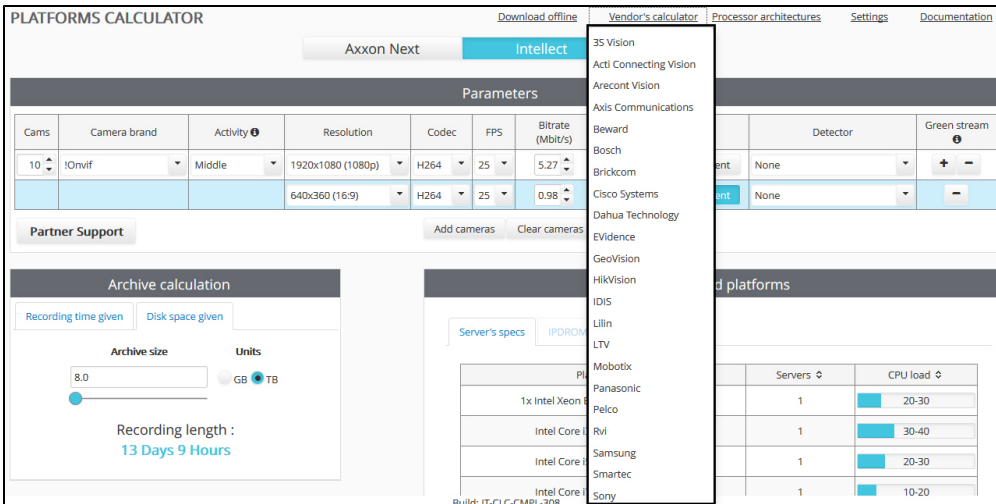 PLATFORMS CALCULATOR
Download offline
Vendor's calculator
Processor architectures
Settings
Documentation
Axxon Next
Intellect
3S Vision
Acti Connecting Vision
Arecont Vision
Axis Communications
Beward
Bosch
Brickcom
Cisco Systems
Dahua Technology
EVidence
GeoVision
HikVision
IDIS
Lilin
LTV
Mobotix
Panasonic
Pelco
Rvi
Samsung
Smartec
Sony
Parameters
Cams
Camera brand
Activity
Resolution
Codec
FPS
Bitrate
(Mbit/s)
Detector
Green stream
10
!Onvif
Middle
1920x1080 (1080p)
H264
25
5.27
None
+ −
640x360 (16:9)
H264
25
0.98
None
−
Partner Support
Add cameras
Clear cameras
Archive calculation
Recording time given
Disk space given
Archive size
Units
8.0
GB
TB
Recording length :
13 Days 9 Hours
platforms
Server's specs
Servers
CPU load
1x Intel Xeon
1
20-30
Intel Core
1
30-40
Intel Core
1
20-30
Intel Core
1
10-20
Build: IT-CLC-CMPL-308